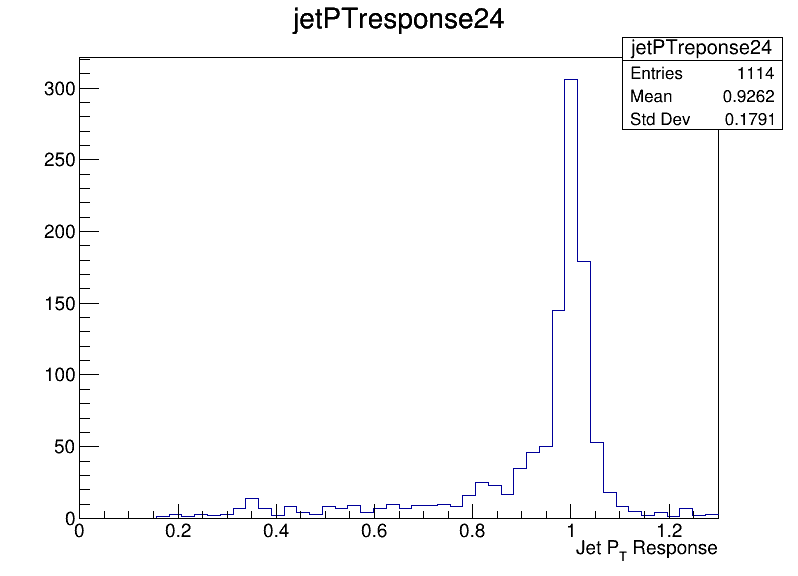 jetPTresponse24
jetPTreponse24
Entries 1114
Mean 0.9262
Std Dev 0.1791
300
250
200
150
100
50
0
0 0.2 0.4 0.6 0.8 1 1.2
Jet P_T Response